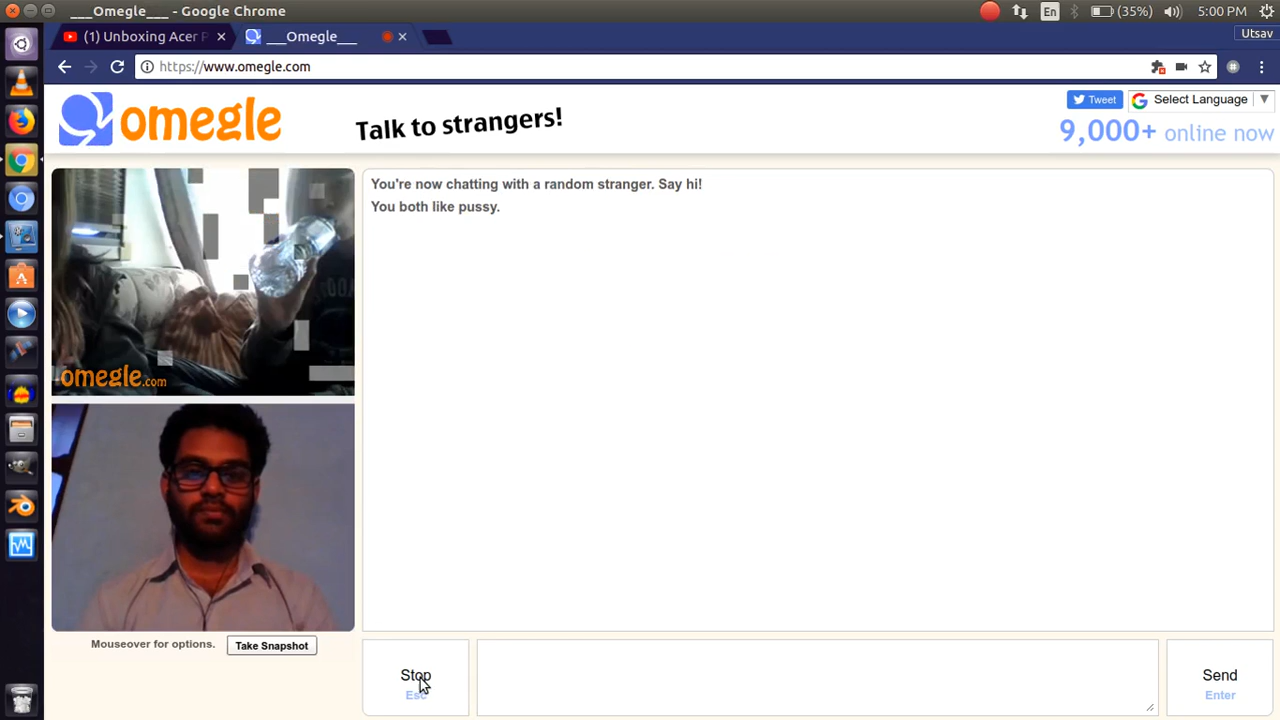 ___Omegle___ - Google Chrome
En
(35%)
5:00 PM
(1) Unboxing Acer P
___Omegle___
Utsav
https://www.omegle.com
omegle
Talk to strangers!
Tweet
Select Language
9,000+ online now
You're now chatting with a random stranger. Say hi!
You both like pussy.
omegle.com
Mouseover for options.
Take Snapshot
Stop
Esc
Send
Enter